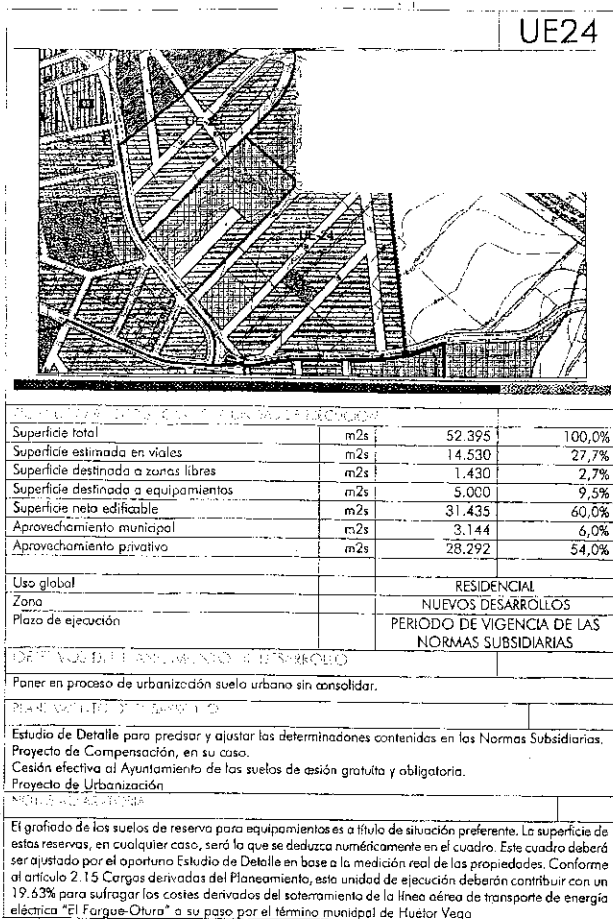 UE24
Superficie total m2s 52.395 100,0%
Superficie estimada en viales m2s 14.530 27,7%
Superficie destinada a zonas libres m2s 1.430 2,7%
Superficie destinada a equipamientos m2s 5.000 9,5%
Superficie neta edificable m2s 31.435 60,0%
Aprovechamiento municipal m2s 3.144 6,0%
Aprovechamiento privativo m2s 28.292 54,0%
Uso global RESIDENCIAL
Zona NUEVOS DESARROLLOS
Plazo de ejecución PERIODO DE VIGENCIA DE LAS
NORMAS SUBSIDIARIAS
Poner en proceso de urbanización suelo urbano sin consolidar.
Estudio de Detalle para precisar y ajustar las determinaciones contenidas en las Normas Subsidiarias.
Proyecto de Compensación, en su caso.
Cesión efectiva al Ayuntamiento de los suelos de cesión gratuita y obligatoria.
Proyecto de Urbanización
El grafiado de los suelos de reserva para equipamientos es a título de situación preferente. La superficie de
estas reservas, en cualquier caso, será la que se deduzca numéricamente en el cuadro. Este cuadro deberá
ser ajustado por el oportuno Estudio de Detalle en base a la medición real de las propiedades. Conforme
al artículo 2.15 Cargas derivadas del Planeamiento, esta unidad de ejecución deberán contribuir con un
19.63% para sufragar los costes derivados del soterramiento de la línea aérea de transporte de energía
eléctrica "El Fargue-Otura" a su paso por el término municipal de Huétor Vega